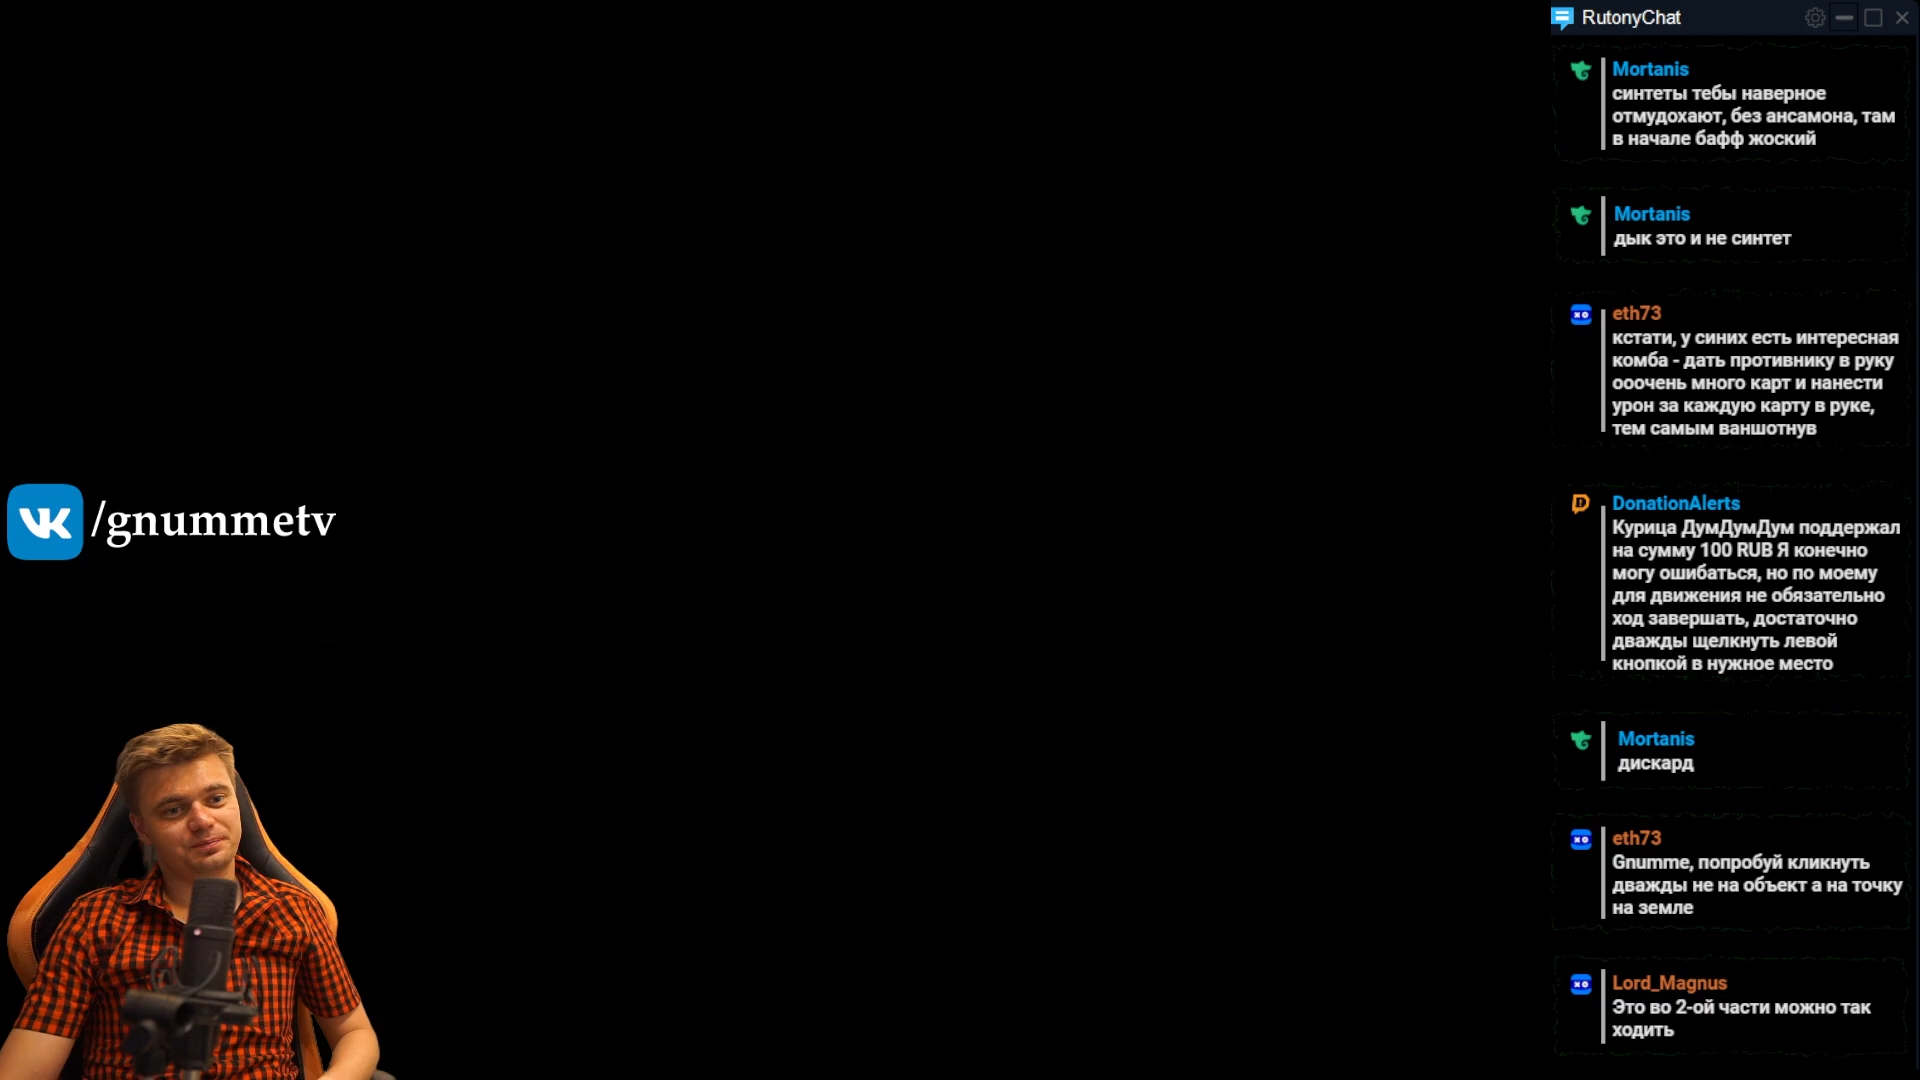 RutonyChat
Mortanis
синтеты тебы наверное
отмудохают, без ансамона, там
в начале бафф жоский
Mortanis
дык это и не синтет
eth73
кстати, у синих есть интересная
комба - дать противнику в руку
ооочень много карт и нанести
урон за каждую карту в руке,
тем самым ваншотнув
DonationAlerts
Курица ДумДумДум поддержал
на сумму 100 RUB Я конечно
могу ошибаться, но по моему
для движения не обязательно
ход завершать, достаточно
дважды щелкнуть левой
кнопкой в нужное место
Mortanis
дискард
eth73
Gnumme, попробуй кликнуть
дважды не на объект а на точку
на земле
Lord_Magnus
Это во 2-ой части можно так
ходить
/gnummetv